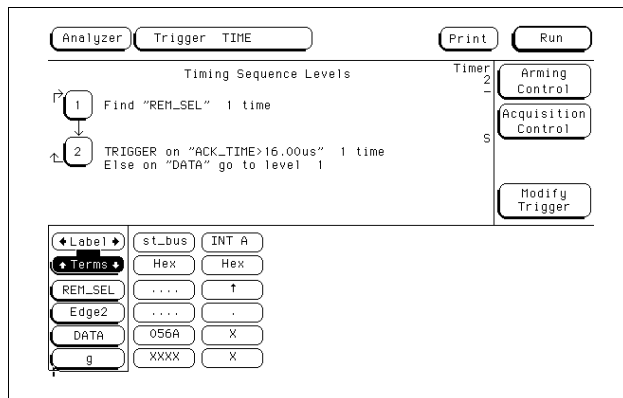 Analyzer Trigger TIME Print Run
Timing Sequence Levels
Timer
2
-
S
Arming
Control
Acquisition
Control
Modify
Trigger
1 Find "REM_SEL" 1 time
2 TRIGGER on "ACK_TIME>16.00us" 1 time
Else on "DATA" go to level 1
Label st_bus INT A
Terms Hex Hex
REM_SEL .... ↑
Edge2 .... .
DATA 056A X
g XXXX X